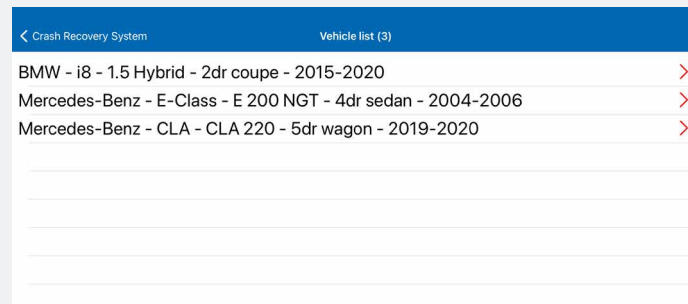 Crash Recovery System
Vehicle list (3)
BMW - i8 - 1.5 Hybrid - 2dr coupe - 2015-2020
Mercedes-Benz - E-Class - E 200 NGT - 4dr sedan - 2004-2006
Mercedes-Benz - CLA - CLA 220 - 5dr wagon - 2019-2020